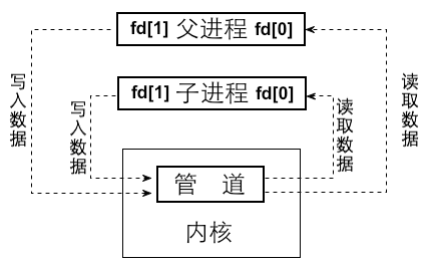 fd[1] 父进程 fd[0]
fd[1] 子进程 fd[0]
写入数据
写入数据
读取数据
读取数据
管 道
内核